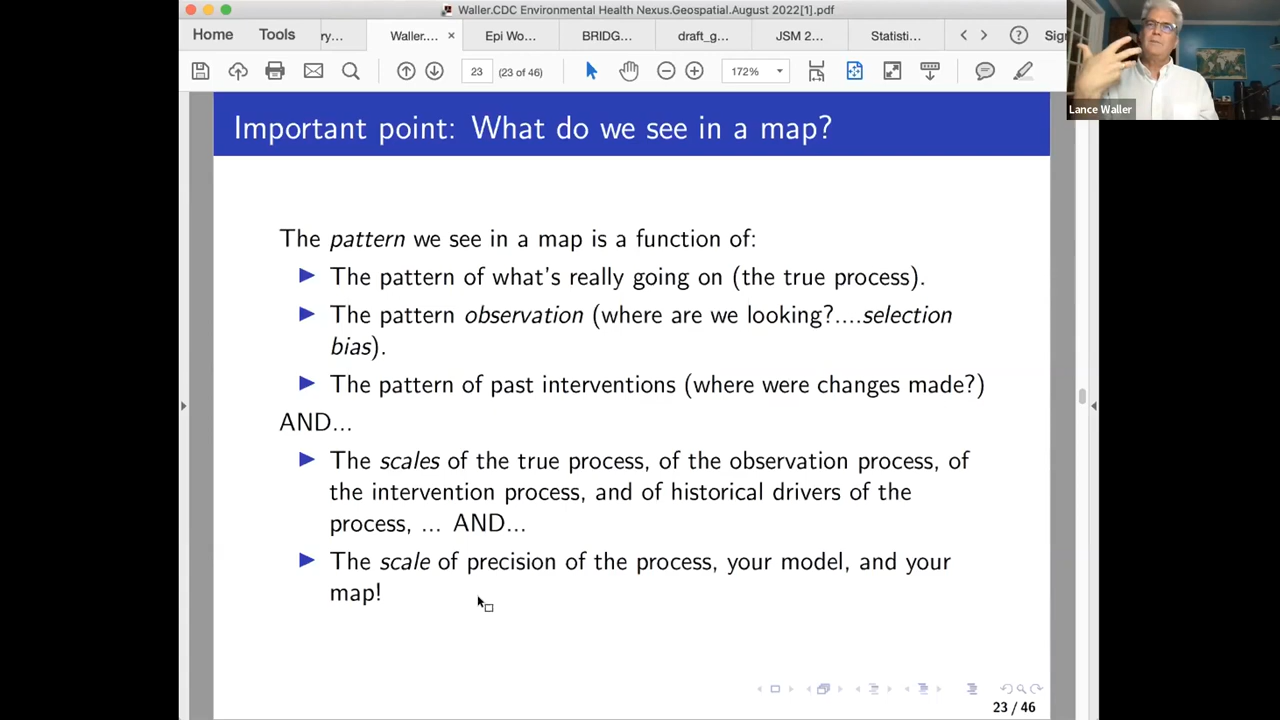 Waller.CDC Environmental Health Nexus.Geospatial.August 2022[1].pdf
Home Tools ry... Waller.... × Epi Wo... BRIDG... draft_g... JSM 2... Statisti... Sign
23 (23 of 46) 172%
Lance Waller
Important point: What do we see in a map?
The pattern we see in a map is a function of:
The pattern of what's really going on (the true process).
The pattern observation (where are we looking?....selection
bias).
The pattern of past interventions (where were changes made?)
AND...
The scales of the true process, of the observation process, of
the intervention process, and of historical drivers of the
process, ... AND...
The scale of precision of the process, your model, and your
map!
23 / 46